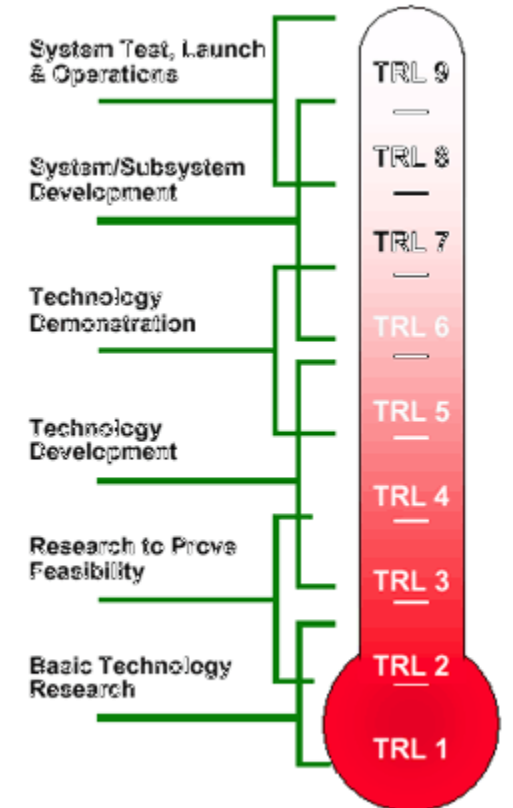 System Test, Launch
& Operations
System/Subsystem
Development
Technology
Demonstration
Technology
Development
Research to Prove
Feasibility
Basic Technology
Research
TRL 9
TRL 8
TRL 7
TRL 6
TRL 5
TRL 4
TRL 3
TRL 2
TRL 1